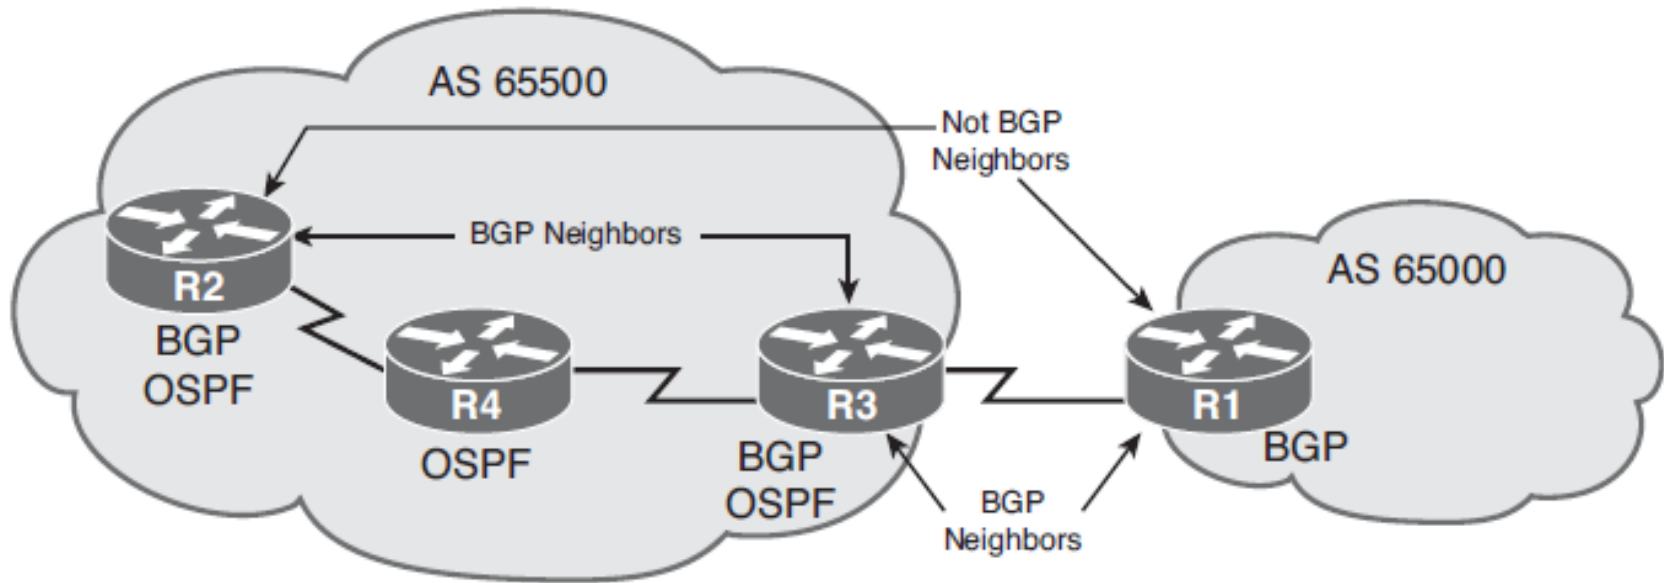 AS 65500
Not BGP
Neighbors
BGP Neighbors
AS 65000
R2
BGP
OSPF
R4
OSPF
R3
BGP
OSPF
R1
BGP
BGP
Neighbors